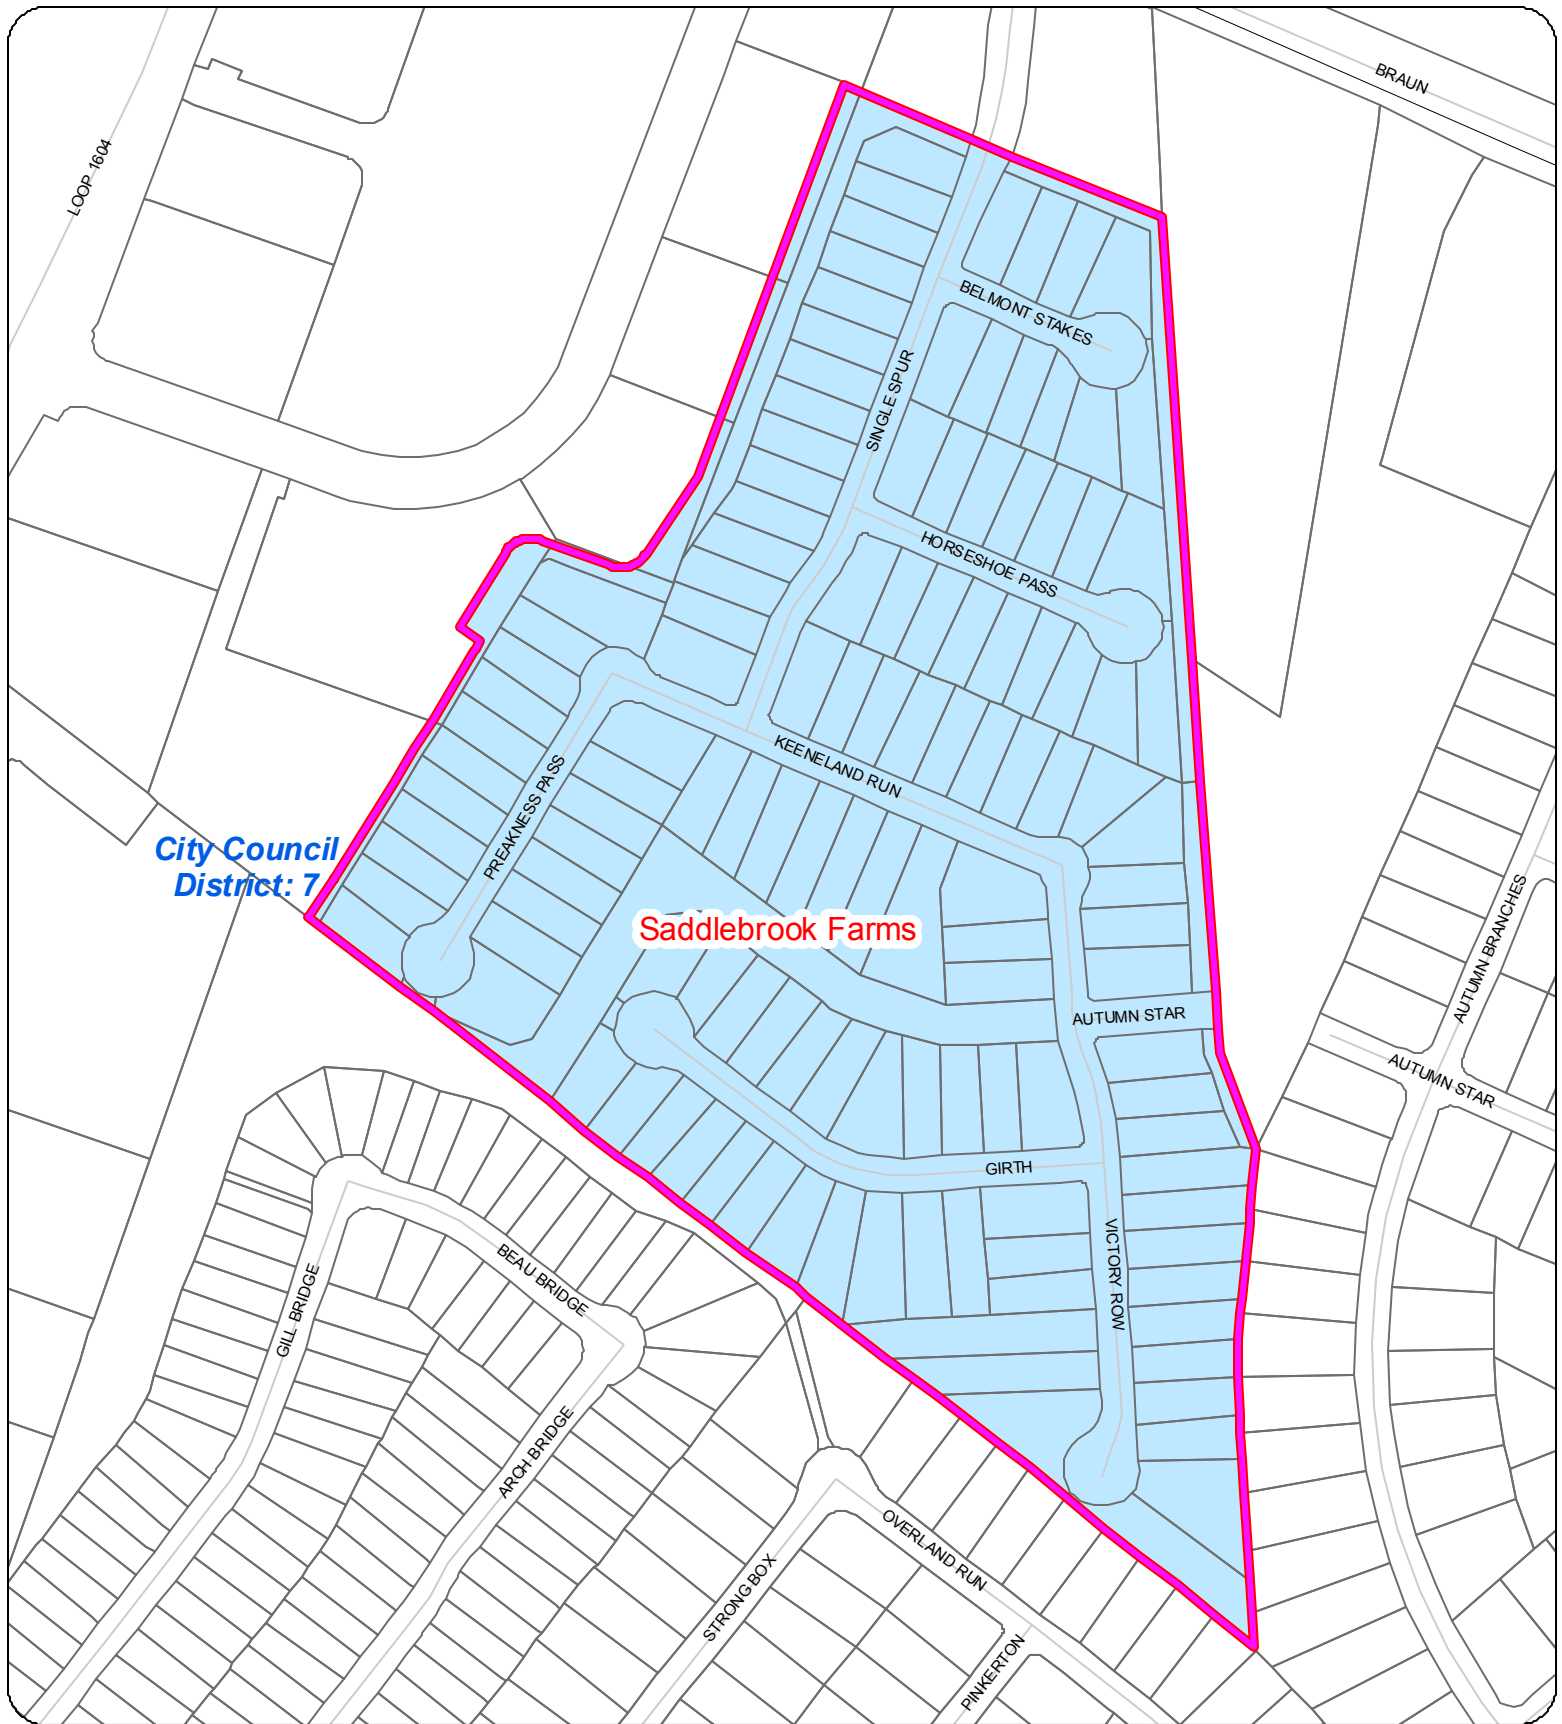 BRAUN
LOOP 1604
BELMONT STAKES
SINGLE SPUR
HORSESHOE PASS
KEENELAND RUN
PREAKNESS PASS
City Council
District: 7
Saddlebrook Farms
AUTUMN BRANCHES
AUTUMN STAR
AUTUMN STAR
GIRTH
VICTORY ROW
BEAU BRIDGE
GILL BRIDGE
ARCH BRIDGE
OVERLAND RUN
STRONG BOX
PINKERTON